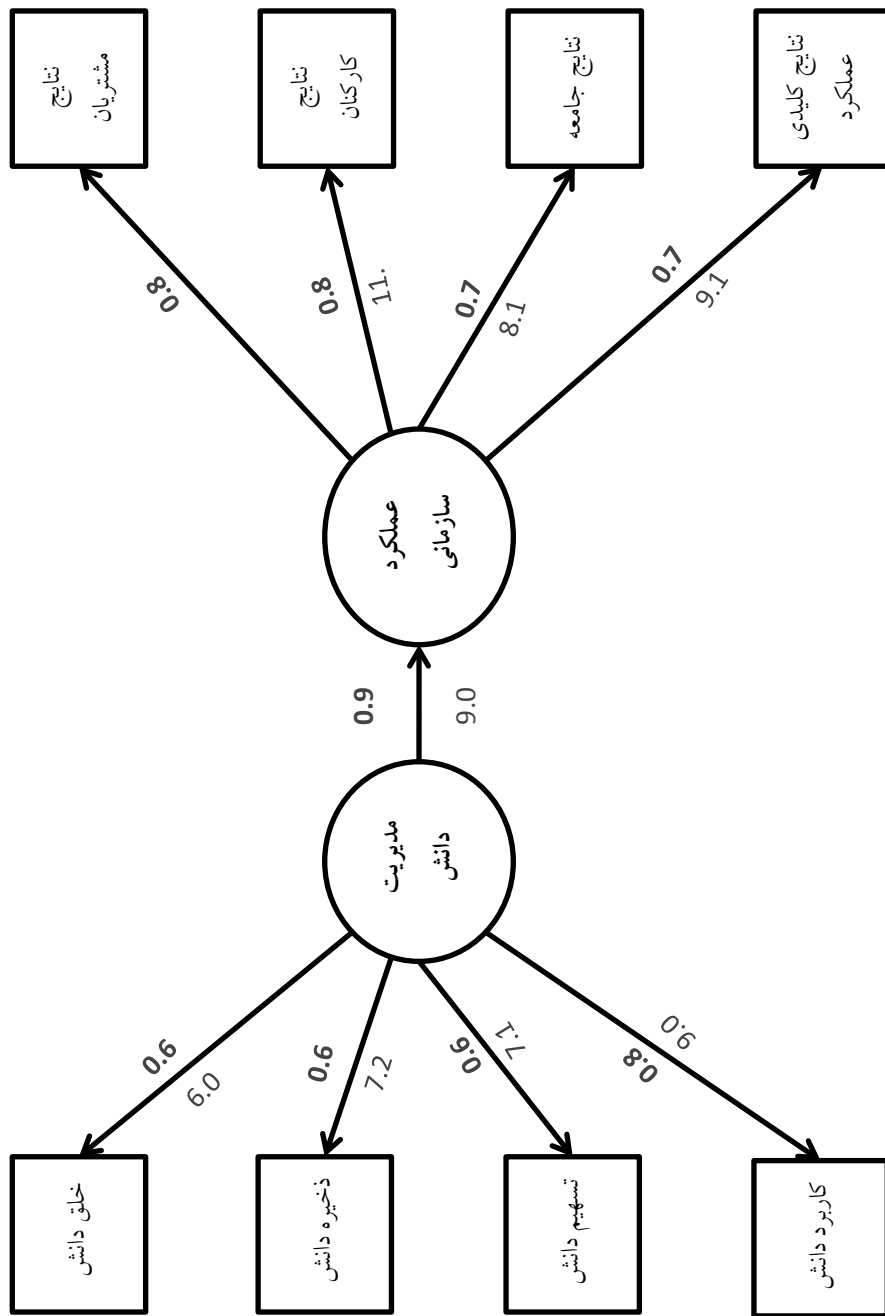 نتایج
مشتریان
نتایج
کارکنان
نتایج جامعه
نتایج کلیدی
عملکرد
0.8
0.8
11.
0.7
8.1
0.7
9.1
عملکرد
سازمانی
0.9
9.0
مدیریت
دانش
0.6
6.0
0.6
7.2
0.6
7.1
0.8
9.0
خلق دانش
ذخیره دانش
تسهیم دانش
کاربرد دانش